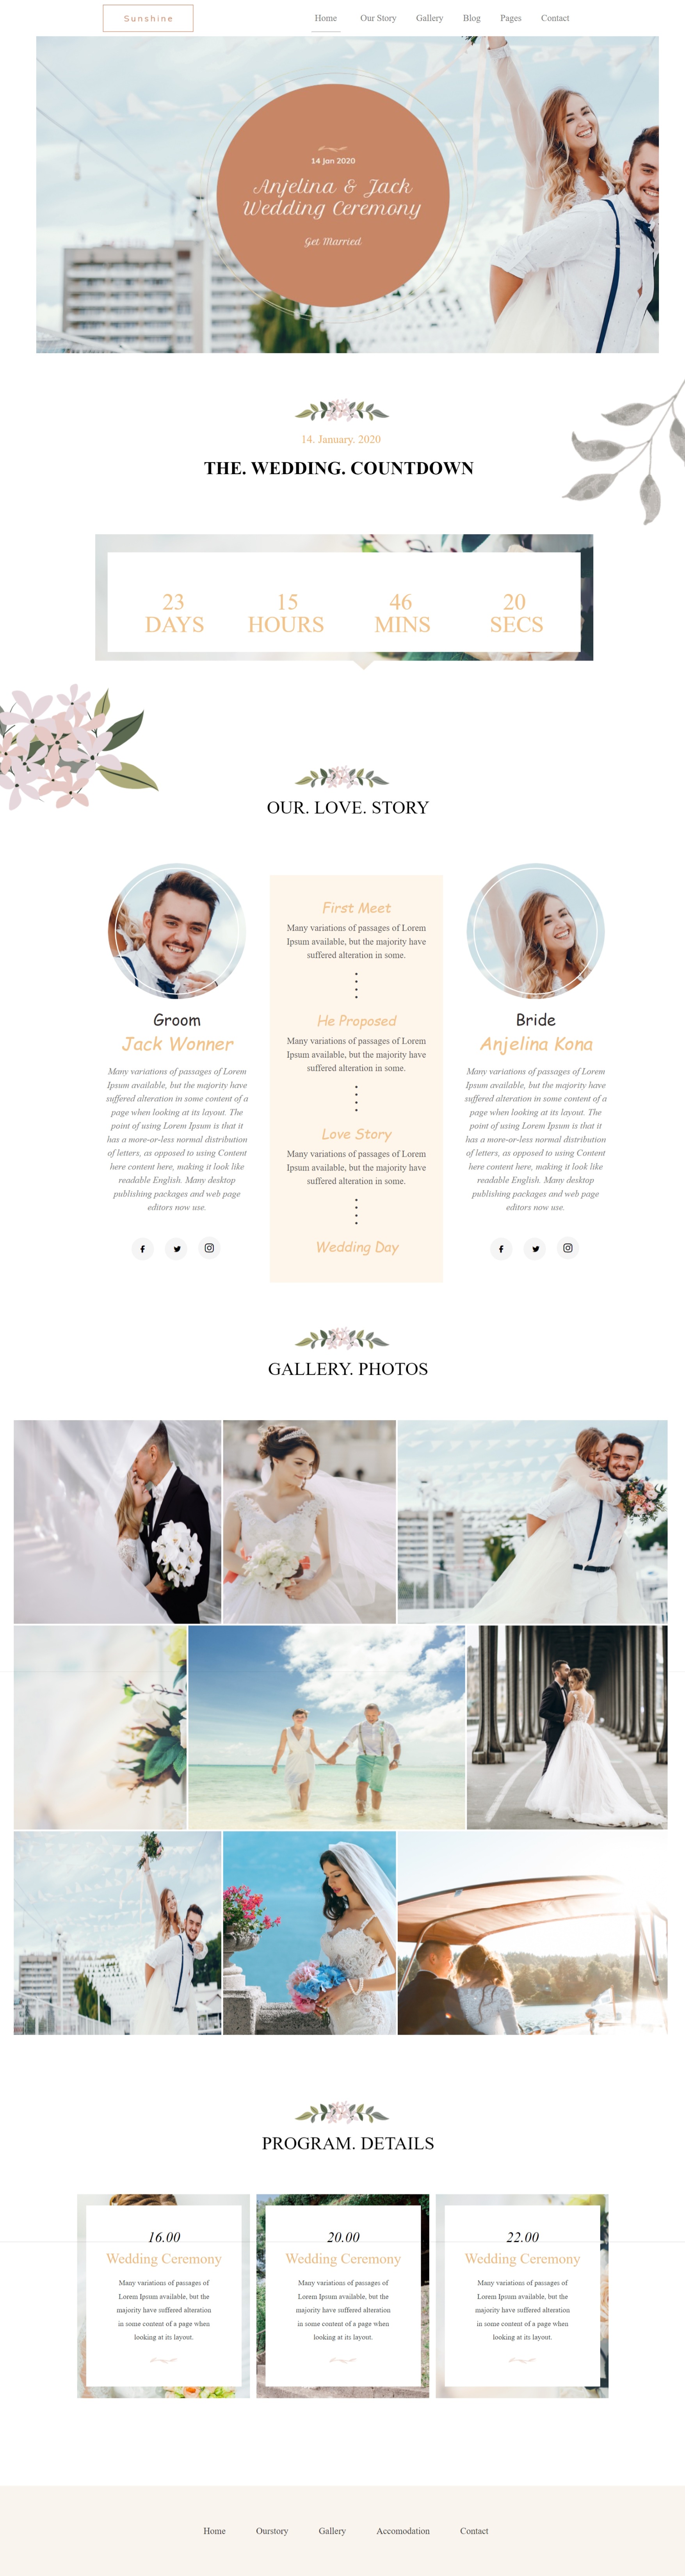 Sunshine
Home Our Story Gallery Blog Pages Contact
14 Jan 2020
Anjelina & Jack
Wedding Ceremony
Get Married
14. January. 2020
THE. WEDDING. COUNTDOWN
23 15 46 20
DAYS HOURS MINS SECS
OUR. LOVE. STORY
Groom
Jack Wonner
Many variations of passages of Lorem
Ipsum available, but the majority have
suffered alteration in some content of a
page when looking at its layout. The
point of using Lorem Ipsum is that it
has a more-or-less normal distribution
of letters, as opposed to using Content
here content here, making it look like
readable English. Many desktop
publishing packages and web page
editors now use.
First Meet
Many variations of passages of Lorem
Ipsum available, but the majority have
suffered alteration in some.
He Proposed
Many variations of passages of Lorem
Ipsum available, but the majority have
suffered alteration in some.
Love Story
Many variations of passages of Lorem
Ipsum available, but the majority have
suffered alteration in some.
Wedding Day
Bride
Anjelina Kona
Many variations of passages of Lorem
Ipsum available, but the majority have
suffered alteration in some content of a
page when looking at its layout. The
point of using Lorem Ipsum is that it
has a more-or-less normal distribution
of letters, as opposed to using Content
here content here, making it look like
readable English. Many desktop
publishing packages and web page
editors now use.
GALLERY. PHOTOS
PROGRAM. DETAILS
16.00
Wedding Ceremony
Many variations of passages of
Lorem Ipsum available, but the
majority have suffered alteration
in some content of a page when
looking at its layout.
20.00
Wedding Ceremony
Many variations of passages of
Lorem Ipsum available, but the
majority have suffered alteration
in some content of a page when
looking at its layout.
22.00
Wedding Ceremony
Many variations of passages of
Lorem Ipsum available, but the
majority have suffered alteration
in some content of a page when
looking at its layout.
Home Ourstory Gallery Accomodation Contact